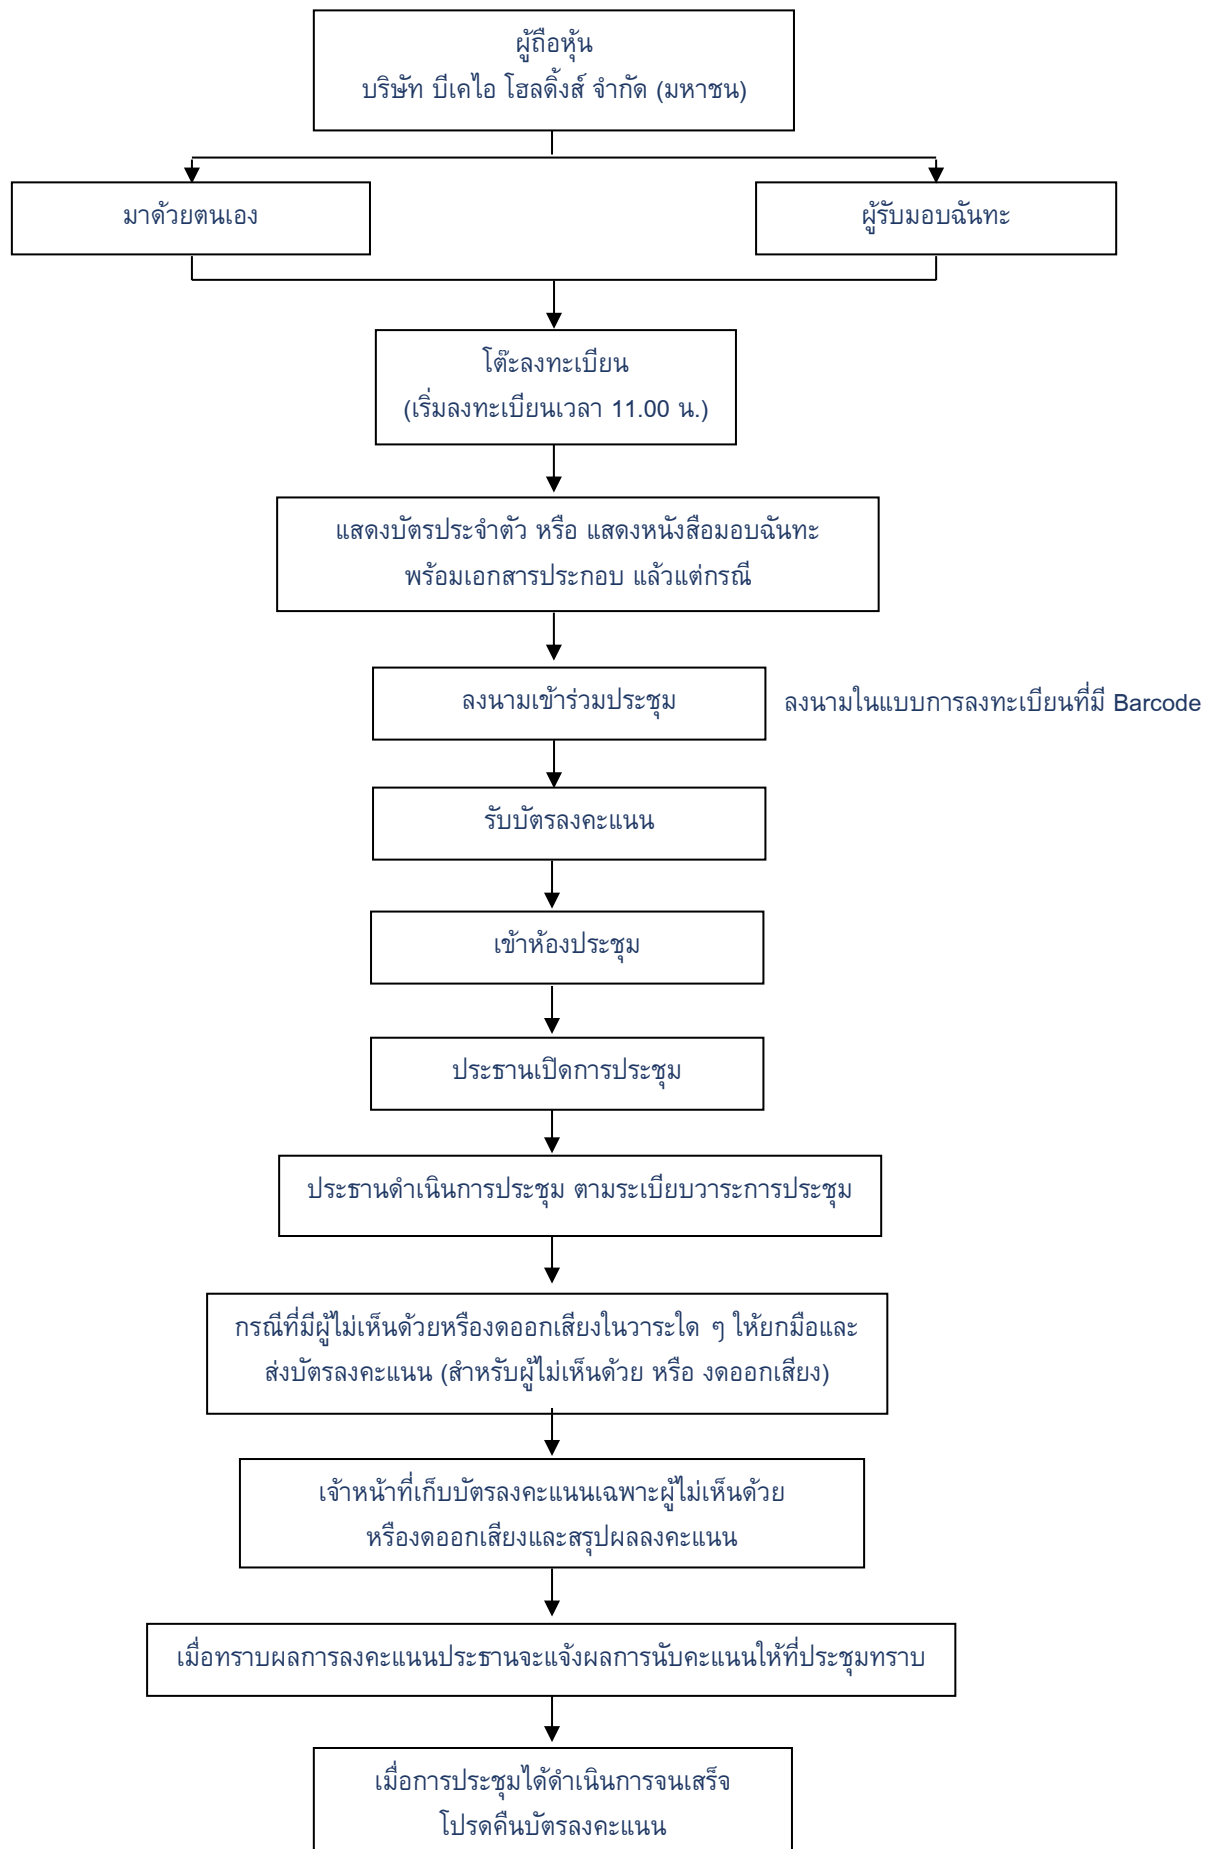 ผู้ถือหุ้น
บริษัท บีเคไอ โฮลดิ้งส์ จำกัด (มหาชน)
มาด้วยตนเอง
ผู้รับมอบฉันทะ
โต๊ะลงทะเบียน
(เริ่มลงทะเบียนเวลา 11.00 น.)
แสดงบัตรประจำตัว หรือ แสดงหนังสือมอบฉันทะ
พร้อมเอกสารประกอบ แล้วแต่กรณี
ลงนามเข้าร่วมประชุม
ลงนามในแบบการลงทะเบียนที่มี Barcode
รับบัตรลงคะแนน
เข้าห้องประชุม
ประธานเปิดการประชุม
ประธานดำเนินการประชุม ตามระเบียบวาระการประชุม
กรณีที่มีผู้ไม่เห็นด้วยหรืองดออกเสียงในวาระใด ๆ ให้ยกมือและ
ส่งบัตรลงคะแนน (สำหรับผู้ไม่เห็นด้วย หรือ งดออกเสียง)
เจ้าหน้าที่เก็บบัตรลงคะแนนเฉพาะผู้ไม่เห็นด้วย
หรืองดออกเสียงและสรุปผลลงคะแนน
เมื่อทราบผลการลงคะแนนประธานจะแจ้งผลการนับคะแนนให้ที่ประชุมทราบ
เมื่อการประชุมได้ดำเนินการจนเสร็จ
โปรดคืนบัตรลงคะแนน